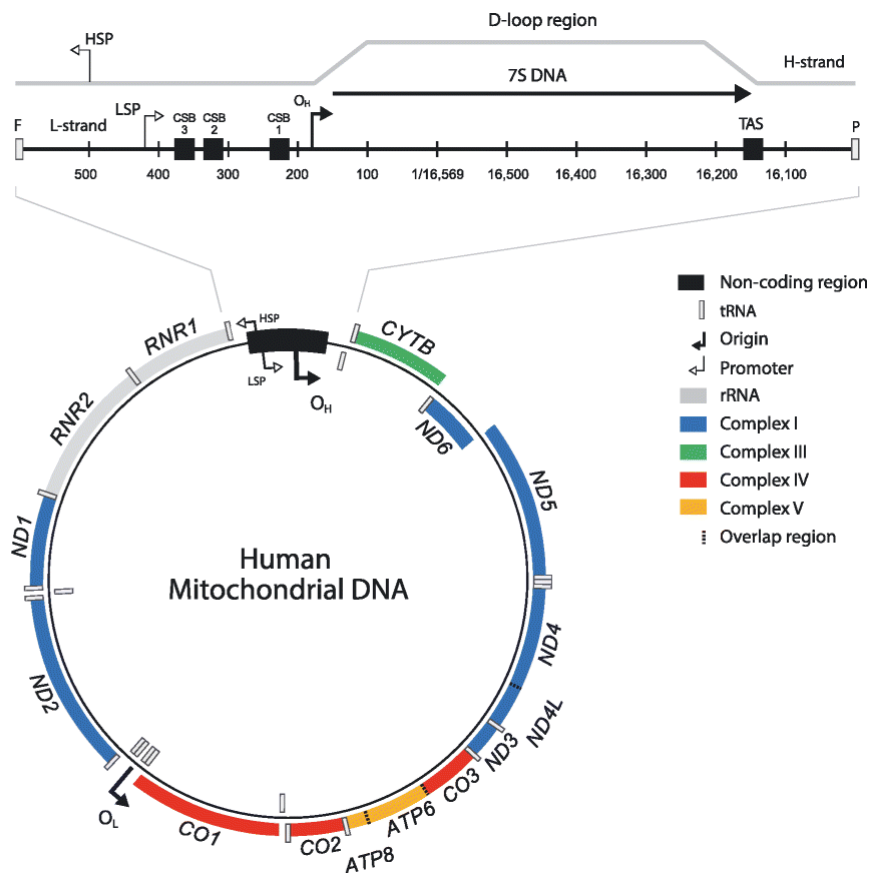 D-loop region
HSP
7S DNA
H-strand
F
L-strand
LSP
CSB
3
CSB
2
CSB
1
OH
TAS
P
500
400
300
200
100
1/16,569
16,500
16,400
16,300
16,200
16,100
Non-coding region
tRNA
Origin
Promoter
rRNA
Complex I
Complex III
Complex IV
Complex V
Overlap region
HSP
LSP
OH
RNR1
CYTB
RNR2
ND6
ND5
ND1
Human
Mitochondrial DNA
ND4
ND2
ND4L
ND3
CO3
OL
CO1
CO2
ATP6
ATP8